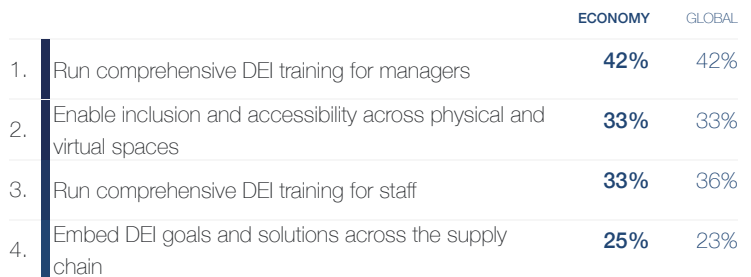 ECONOMY GLOBAL
1. Run comprehensive DEI training for managers 42% 42%
2. Enable inclusion and accessibility across physical and
virtual spaces 33% 33%
3. Run comprehensive DEI training for staff 33% 36%
4. Embed DEI goals and solutions across the supply
chain 25% 23%